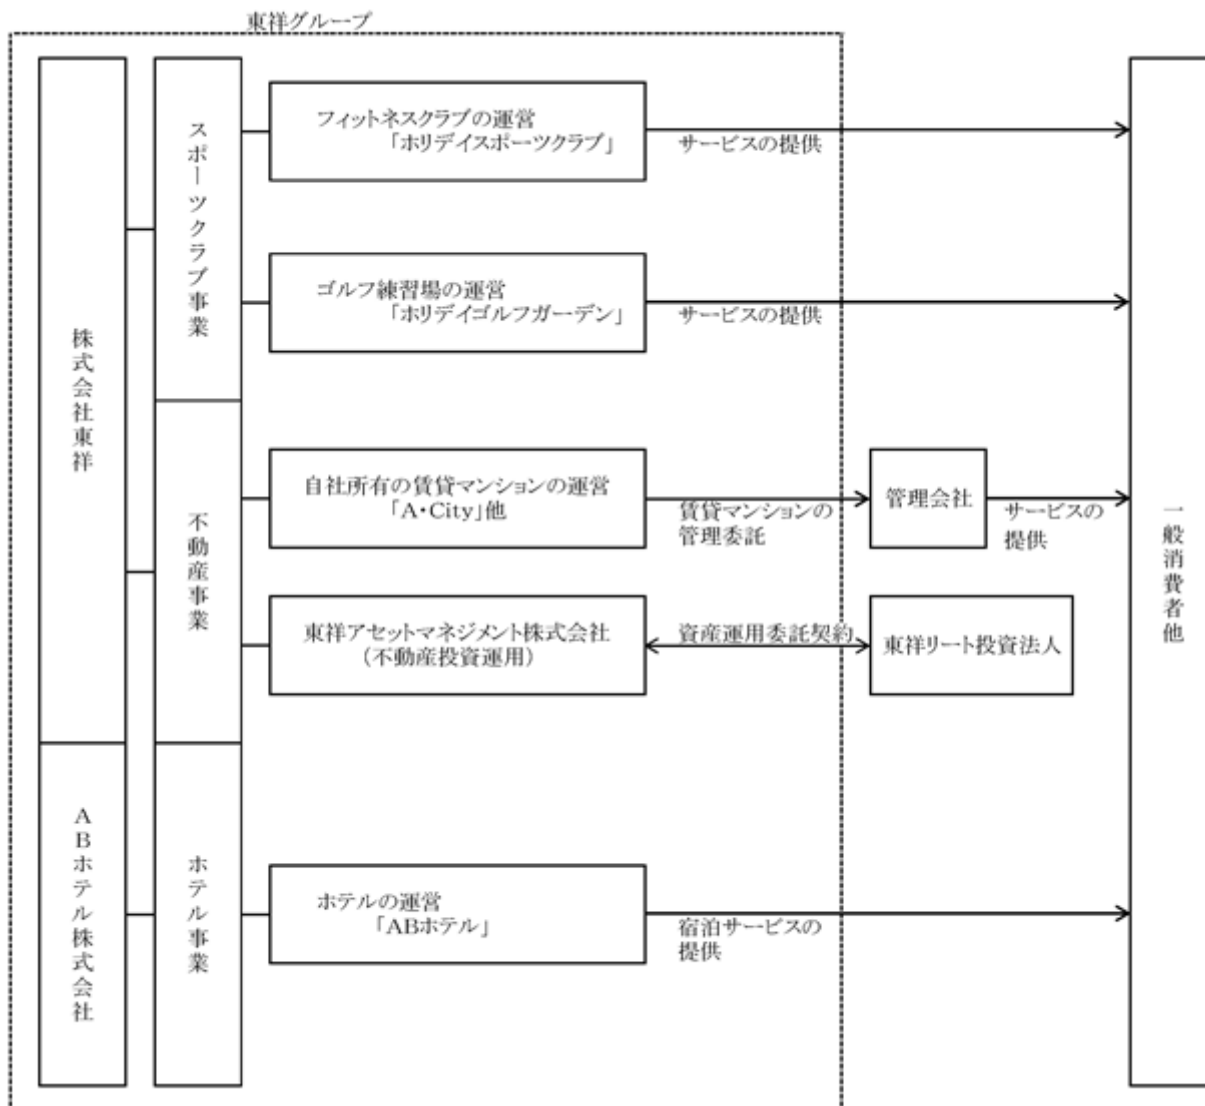 東祥グループ
株式会社東祥
ABホテル株式会社
スポーツクラブ事業
不動産事業
ホテル事業
フィットネスクラブの運営
「ホリデイスポーツクラブ」
サービスの提供
ゴルフ練習場の運営
「ホリデイゴルフガーデン」
サービスの提供
自社所有の賃貸マンションの運営
「A・City」他
賃貸マンションの
管理委託
管理会社
サービスの
提供
東祥アセットマネジメント株式会社
(不動産投資運用)
資産運用委託契約
東祥リート投資法人
ホテルの運営
「ABホテル」
宿泊サービスの
提供
一般消費者他